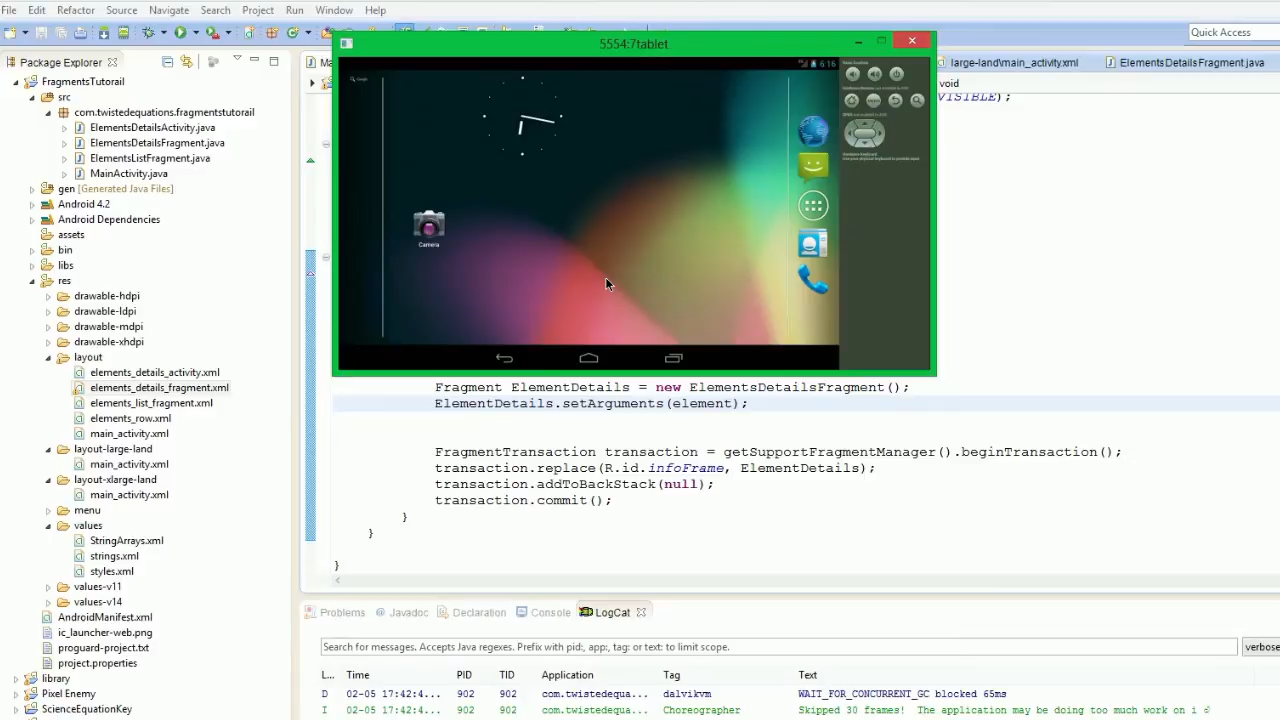 File Edit Refactor Source Navigate Search Project Run Window Help
Quick Access
Package Explorer
FragmentsTutorail
src
com.twistedequations.fragmentstutorail
ElementsDetailsActivity.java
ElementsDetailsFragment.java
ElementsListFragment.java
MainActivity.java
gen [Generated Java Files]
Android 4.2
Android Dependencies
assets
bin
libs
res
drawable-hdpi
drawable-ldpi
drawable-mdpi
drawable-xhdpi
layout
elements_details_activity.xml
elements_details_fragment.xml
elements_list_fragment.xml
elements_row.xml
main_activity.xml
layout-large-land
main_activity.xml
layout-xlarge-land
main_activity.xml
menu
values
StringArrays.xml
strings.xml
styles.xml
values-v11
values-v14
AndroidManifest.xml
ic_launcher-web.png
proguard-project.txt
project.properties
library
Pixel Enemy
ScienceEquationKey
5554:7tablet
6:16
Google
Camera
MENU
large-land\main_activity.xml
ElementsDetailsFragment.java
void
VISIBLE);
Fragment ElementDetails = new ElementsDetailsFragment();
ElementDetails.setArguments(element);
FragmentTransaction transaction = getSupportFragmentManager().beginTransaction();
transaction.replace(R.id.infoFrame, ElementDetails);
transaction.addToBackStack(null);
transaction.commit();
}
}
}
Problems @ Javadoc Declaration Console LogCat
Search for messages. Accepts Java regexes. Prefix with pid:, app:, tag: or text: to limit scope.
verbose
L... Time PID TID Application Tag Text
D 02-05 17:42:4... 902 902 com.twistedequa... dalvikvm WAIT_FOR_CONCURRENT_GC blocked 65ms
I 02-05 17:42:4... 902 902 com.twistedequa... Choreographer Skipped 30 frames! The application may be doing too much work on i